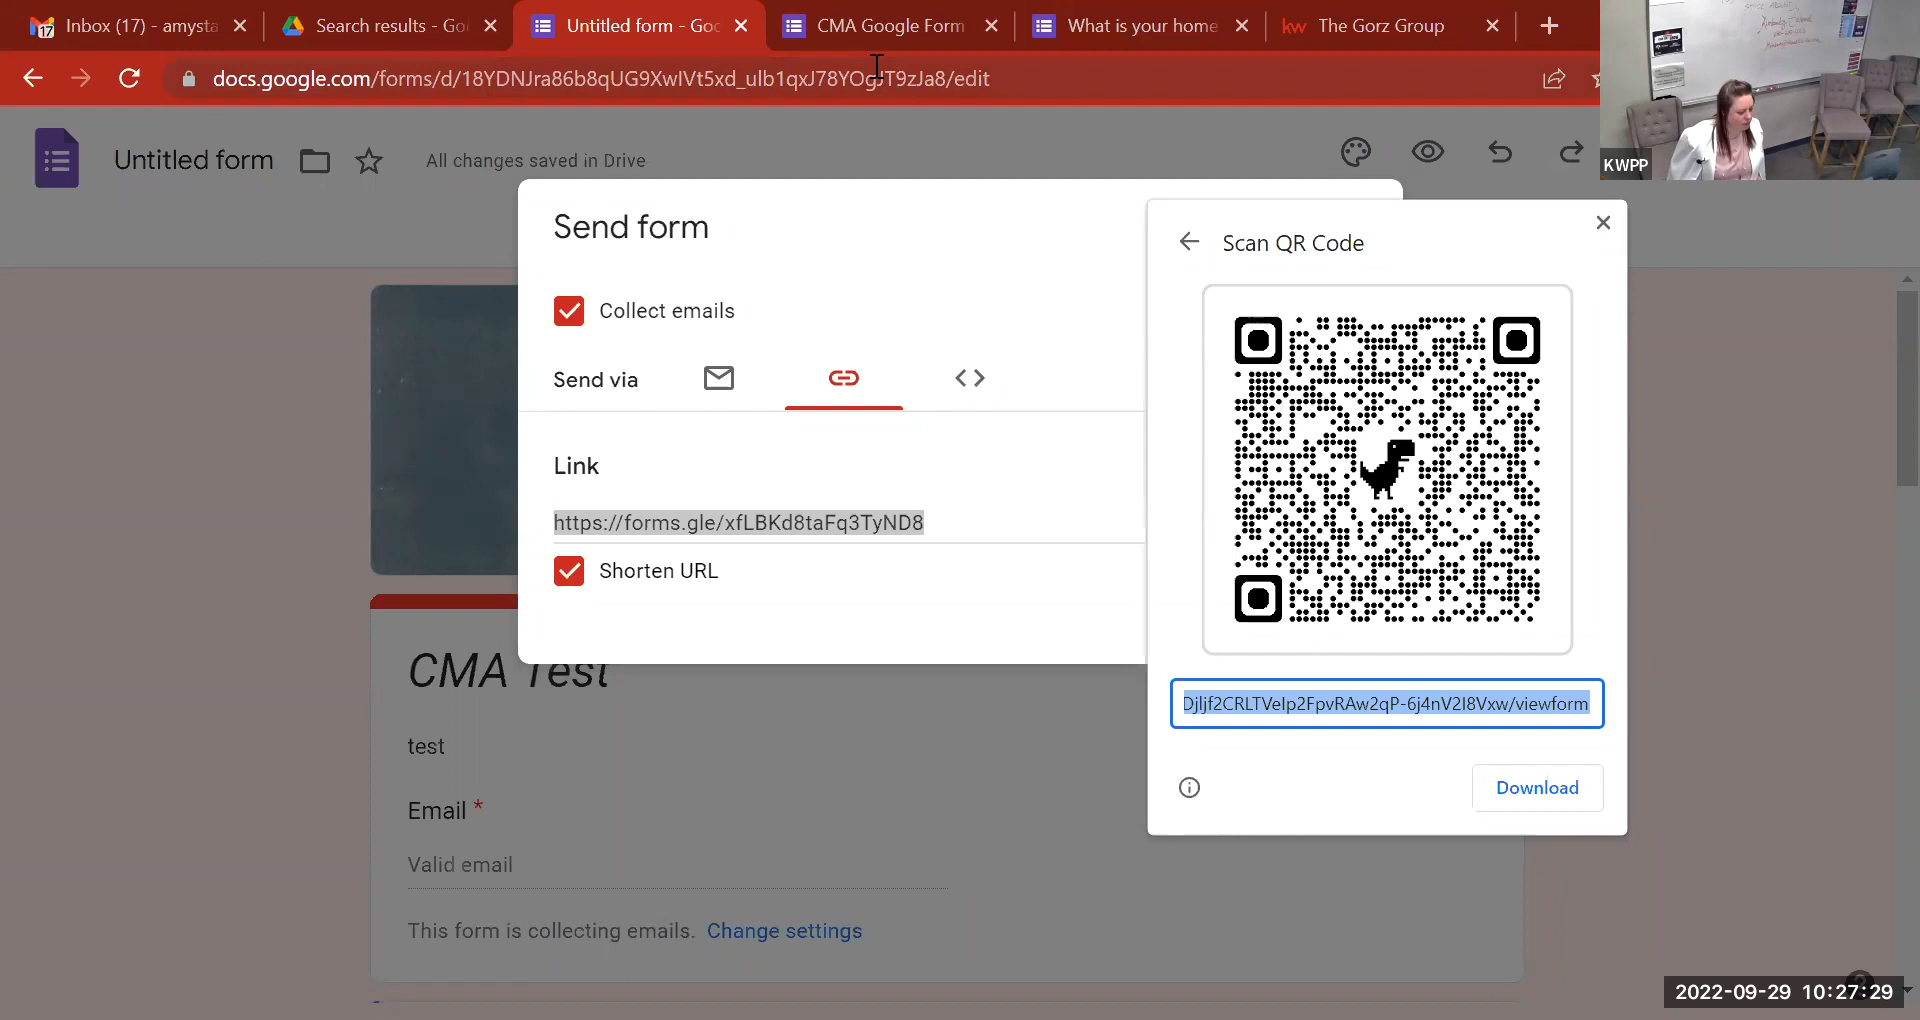 Inbox (17) - amysta
Search results - Go
Untitled form - Goo
CMA Google Form
What is your home
kw The Gorz Group
docs.google.com/forms/d/18YDNJra86b8qUG9XwIVt5xd_ulb1qxJ78YOgJT9zJa8/edit
KWPP
Untitled form
All changes saved in Drive
Send form
Scan QR Code
Collect emails
Send via
Link
https://forms.gle/xfLBKd8taFq3TyND8
Shorten URL
CMA Test
Djljf2CRLTVeIp2FpvRAw2qP-6j4nV2I8Vxw/viewform
test
Download
Email *
Valid email
This form is collecting emails. Change settings
2022-09-29 10:27:29